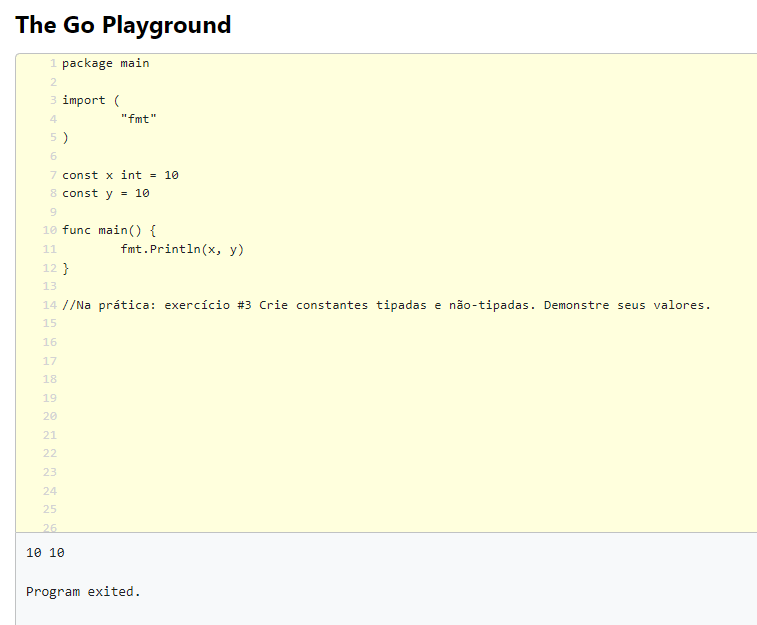 The Go Playground
1 package main
2
3 import (
4 "fmt"
5 )
6
7 const x int = 10
8 const y = 10
9
10 func main() {
11 fmt.Println(x, y)
12 }
13
14 //Na prática: exercício #3 Crie constantes tipadas e não-tipadas. Demonstre seus valores.
15
16
17
18
19
20
21
22
23
24
25
26
10 10
Program exited.